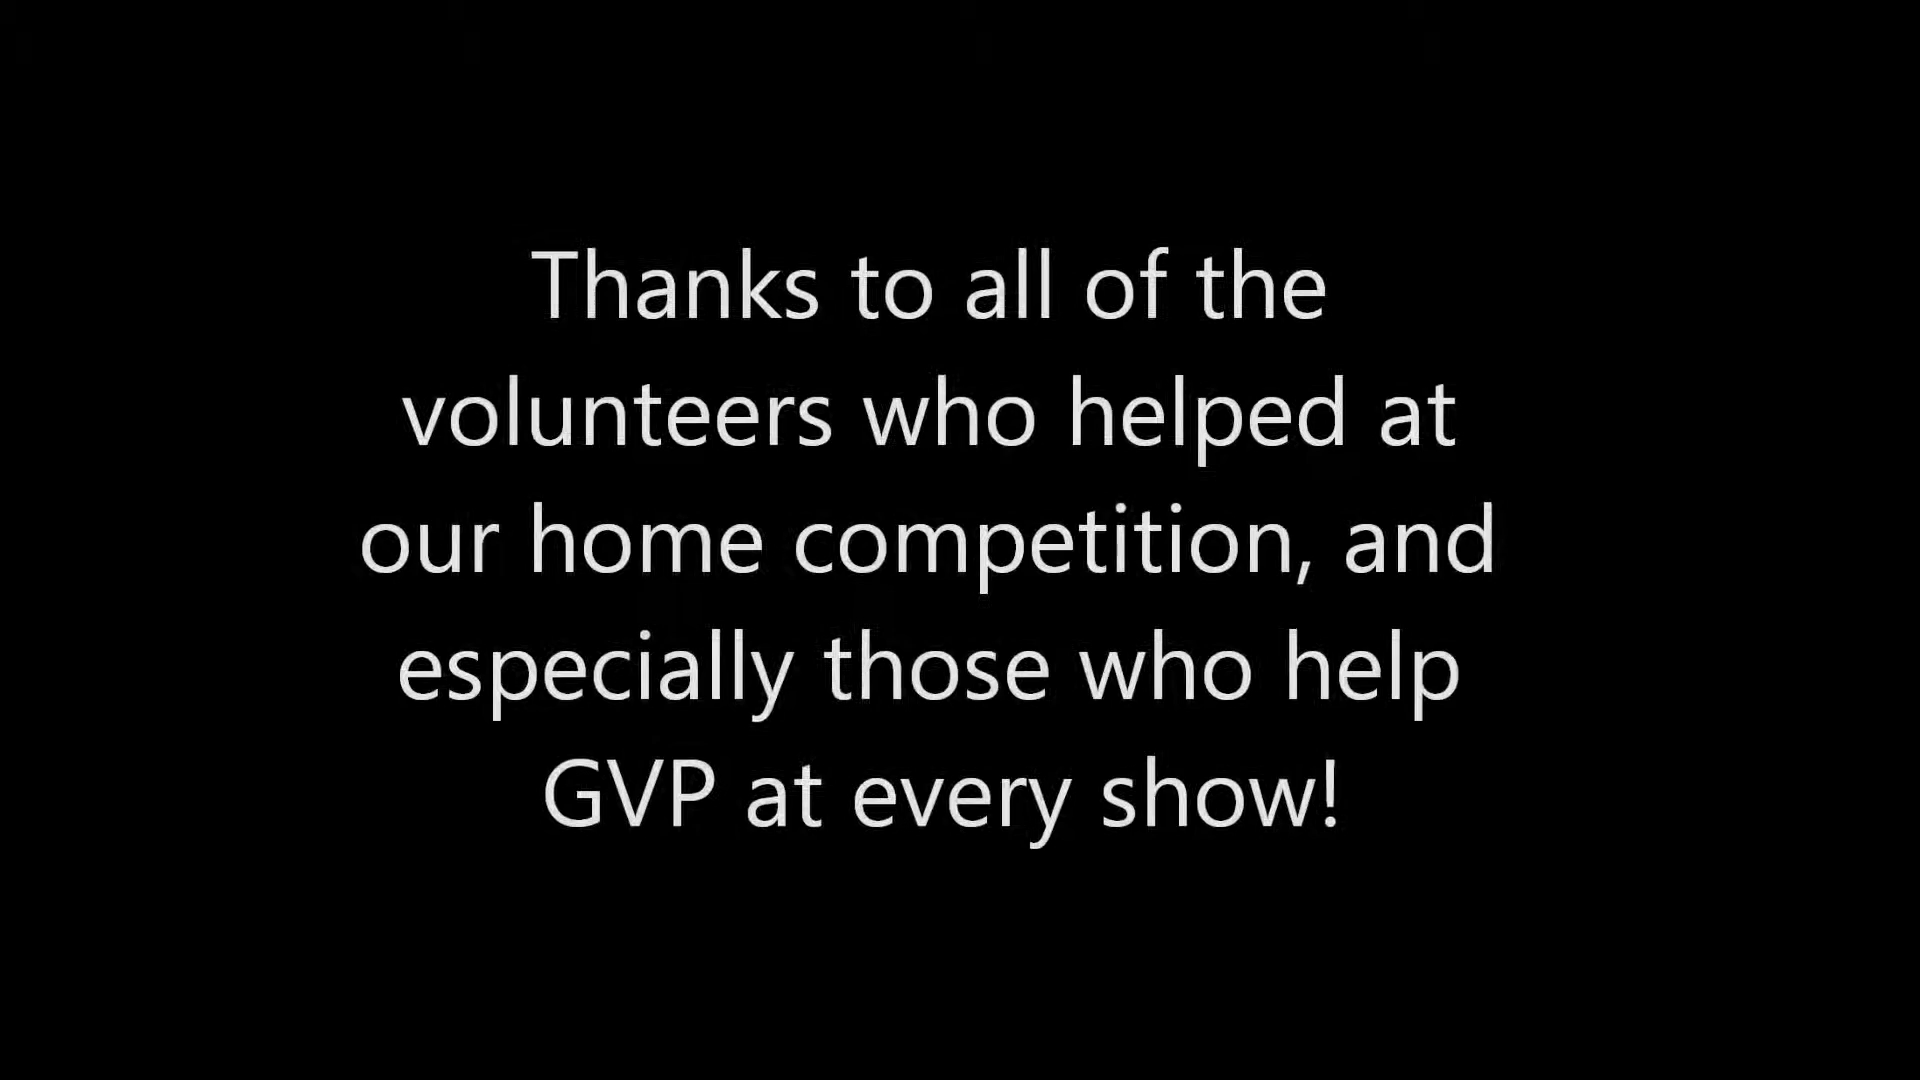 Thanks to all of the
volunteers who helped at
our home competition, and
especially those who help
GVP at every show!